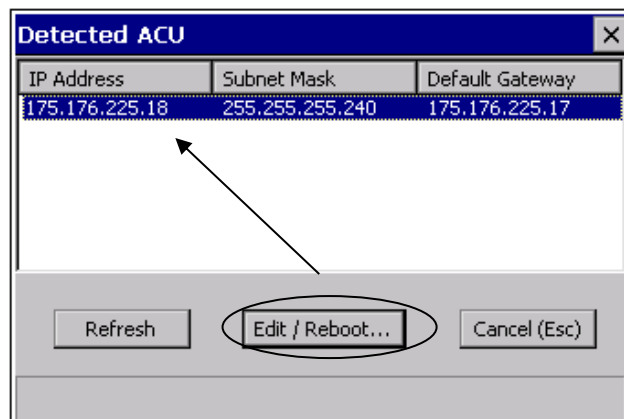 Detected ACU
IP Address Subnet Mask Default Gateway
175.176.225.18 255.255.255.240 175.176.225.17
Refresh Edit / Reboot... Cancel (Esc)